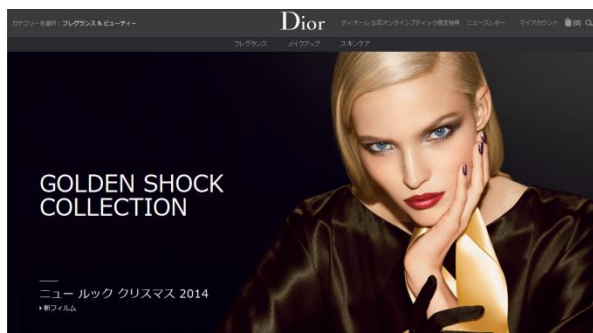 カテゴリーを選択：フレグランス & ビューティー
Dior
ディオール 公式オンラインブティック限定特典 ニュースレター マイアカウント (0)
フレグランス メイクアップ スキンケア
GOLDEN SHOCK
COLLECTION
ニュー ルック クリスマス 2014
新フィルム